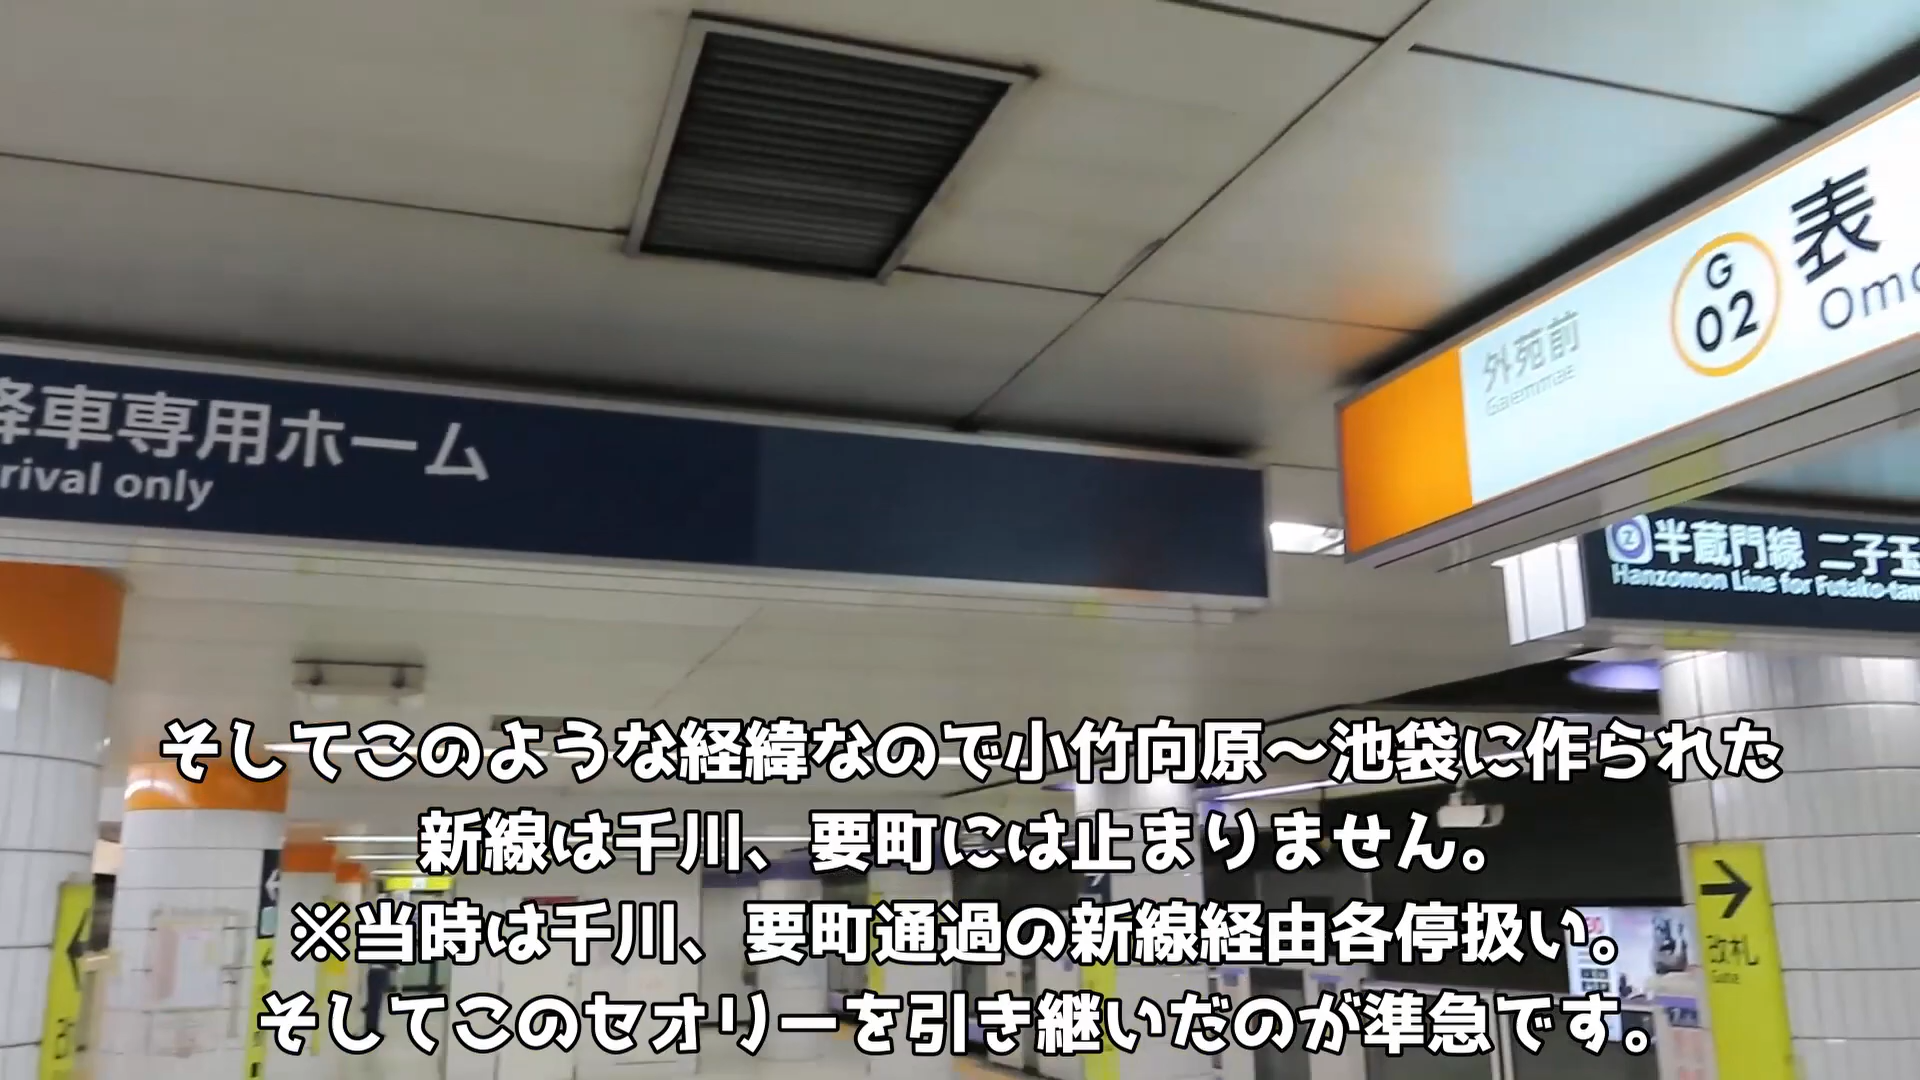 表
Omo
G
02
外苑前
Gaiemmae
降車専用ホーム
rrival only
Z 半蔵門線 二子玉
Hanzomon Line for Futako-tam
そしてこのような経緯なので小竹向原～池袋に作られた
新線は千川、要町には止まりません。
※当時は千川、要町通過の新線経由各停扱い。
そしてこのセオリーを引き継いだのが準急です。
改札
Gate